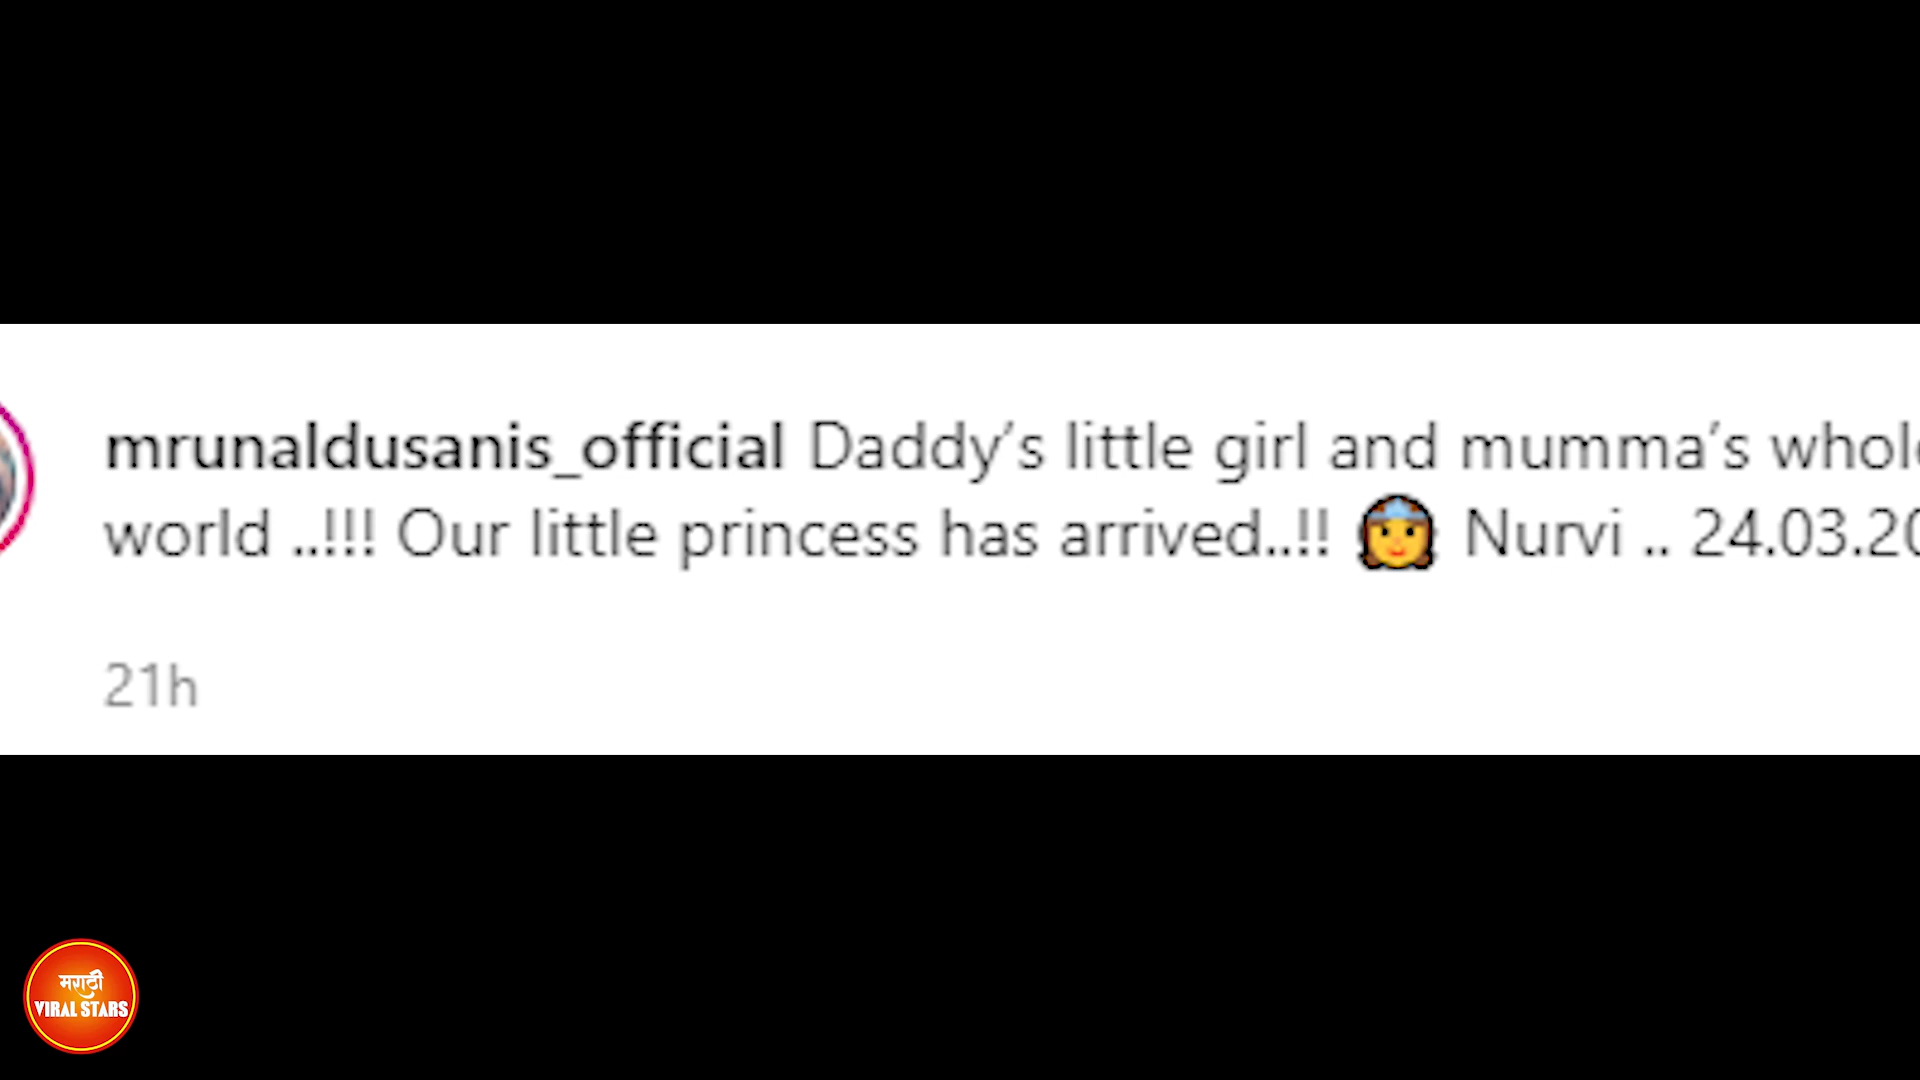 mrunaldusanis_official Daddy’s little girl and mumma’s whole
world ..!!! Our little princess has arrived..!! 👸 Nurvi .. 24.03.20
21h
मराठी
VIRAL STARS